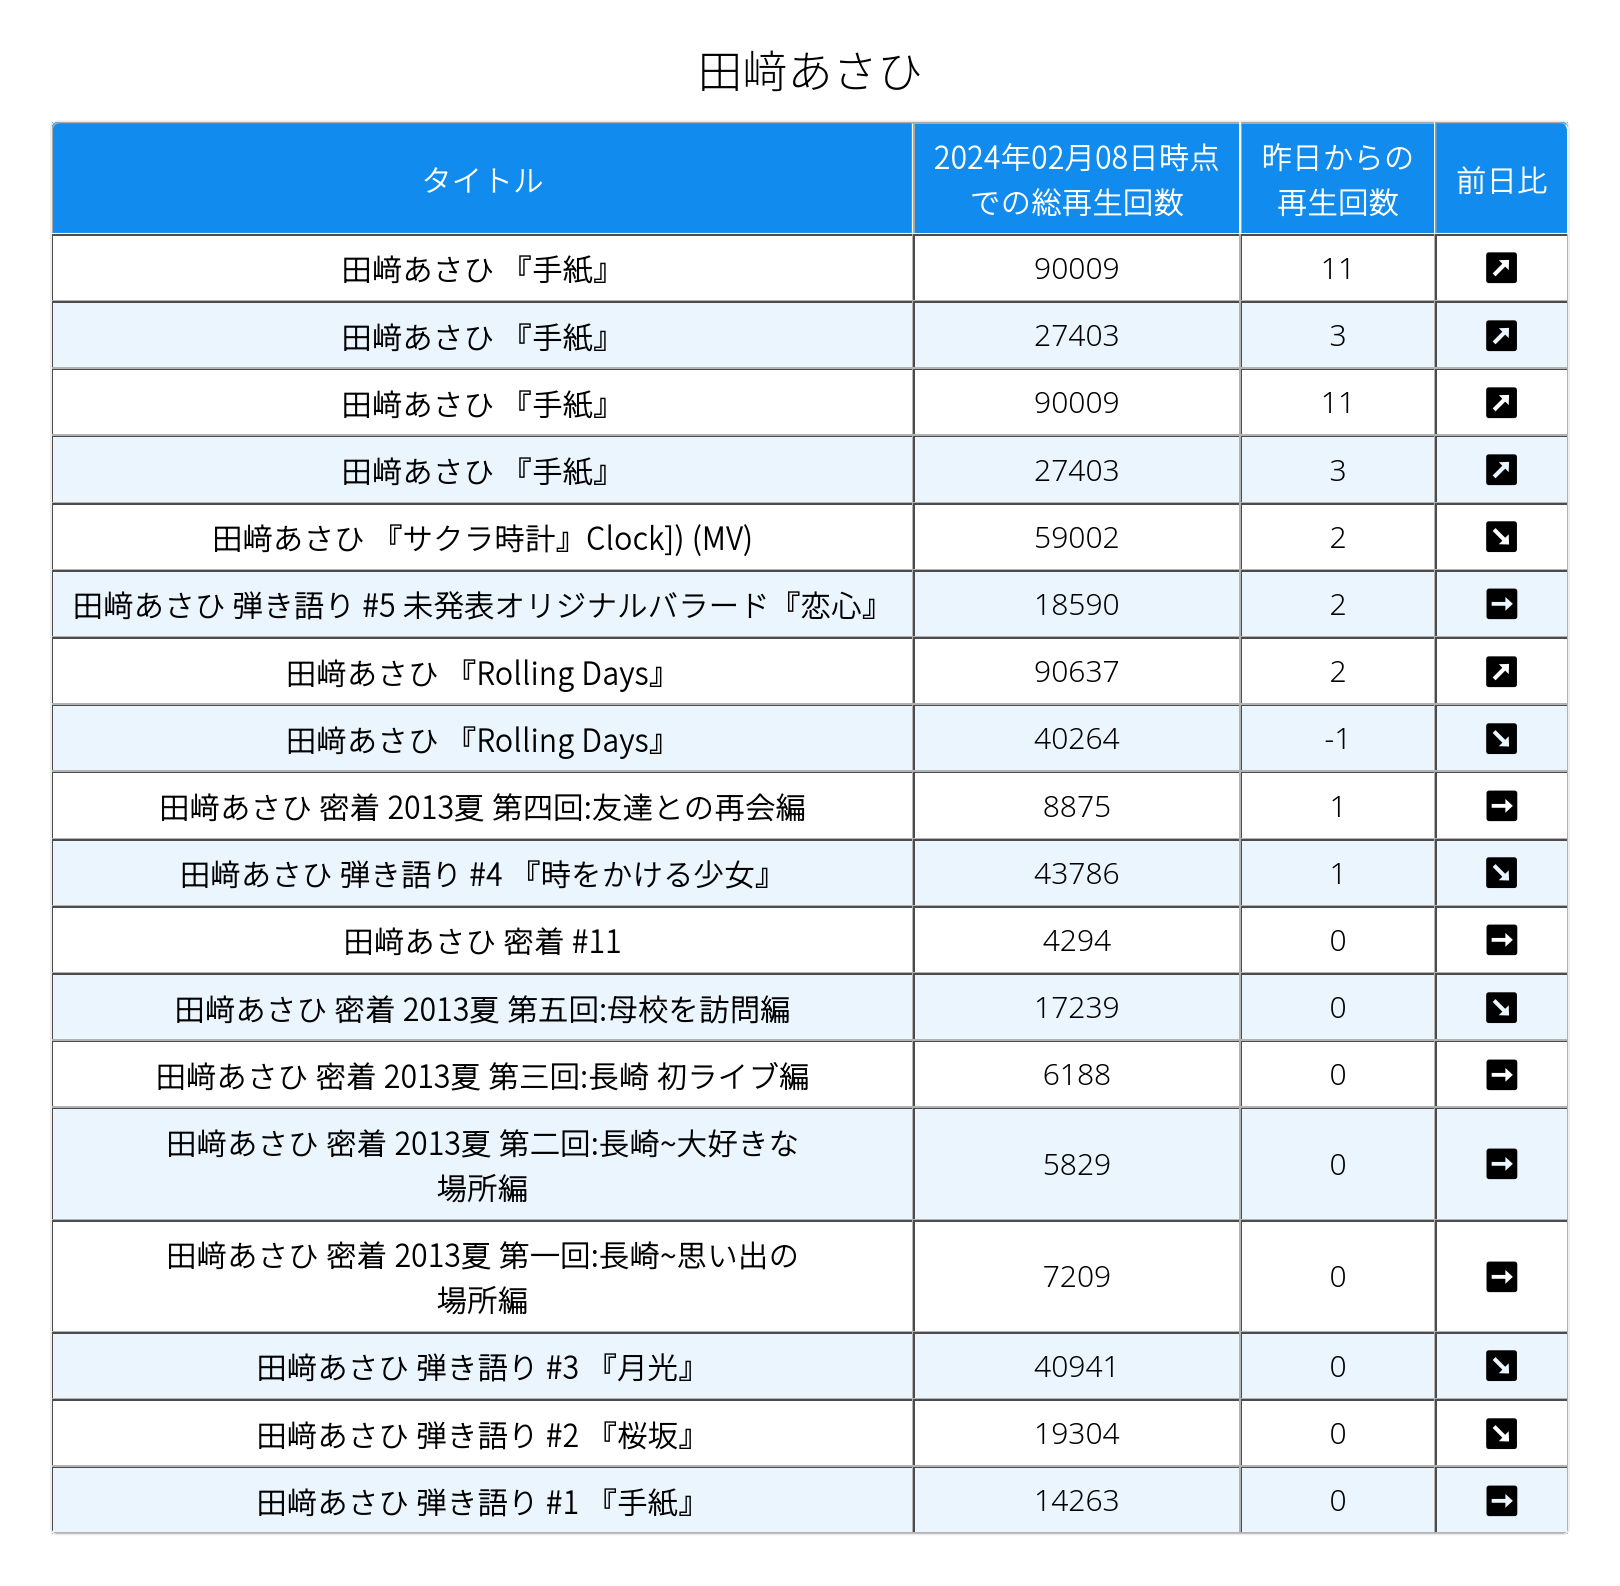 田﨑あさひ
タイトル
2024年02月08日時点
での総再生回数
昨日からの
再生回数
前日比
田﨑あさひ 『手紙』 90009 11 ↗
田﨑あさひ 『手紙』 27403 3 ↗
田﨑あさひ 『手紙』 90009 11 ↗
田﨑あさひ 『手紙』 27403 3 ↗
田﨑あさひ 『サクラ時計』Clock]) (MV) 59002 2 ↘
田﨑あさひ 弾き語り #5 未発表オリジナルバラード『恋心』 18590 2 →
田﨑あさひ 『Rolling Days』 90637 2 ↗
田﨑あさひ 『Rolling Days』 40264 -1 ↘
田﨑あさひ 密着 2013夏 第四回:友達との再会編 8875 1 →
田﨑あさひ 弾き語り #4 『時をかける少女』 43786 1 ↘
田﨑あさひ 密着 #11 4294 0 →
田﨑あさひ 密着 2013夏 第五回:母校を訪問編 17239 0 ↘
田﨑あさひ 密着 2013夏 第三回:長崎 初ライブ編 6188 0 →
田﨑あさひ 密着 2013夏 第二回:長崎~大好きな
場所編 5829 0 →
田﨑あさひ 密着 2013夏 第一回:長崎~思い出の
場所編 7209 0 →
田﨑あさひ 弾き語り #3 『月光』 40941 0 ↘
田﨑あさひ 弾き語り #2 『桜坂』 19304 0 ↘
田﨑あさひ 弾き語り #1 『手紙』 14263 0 →